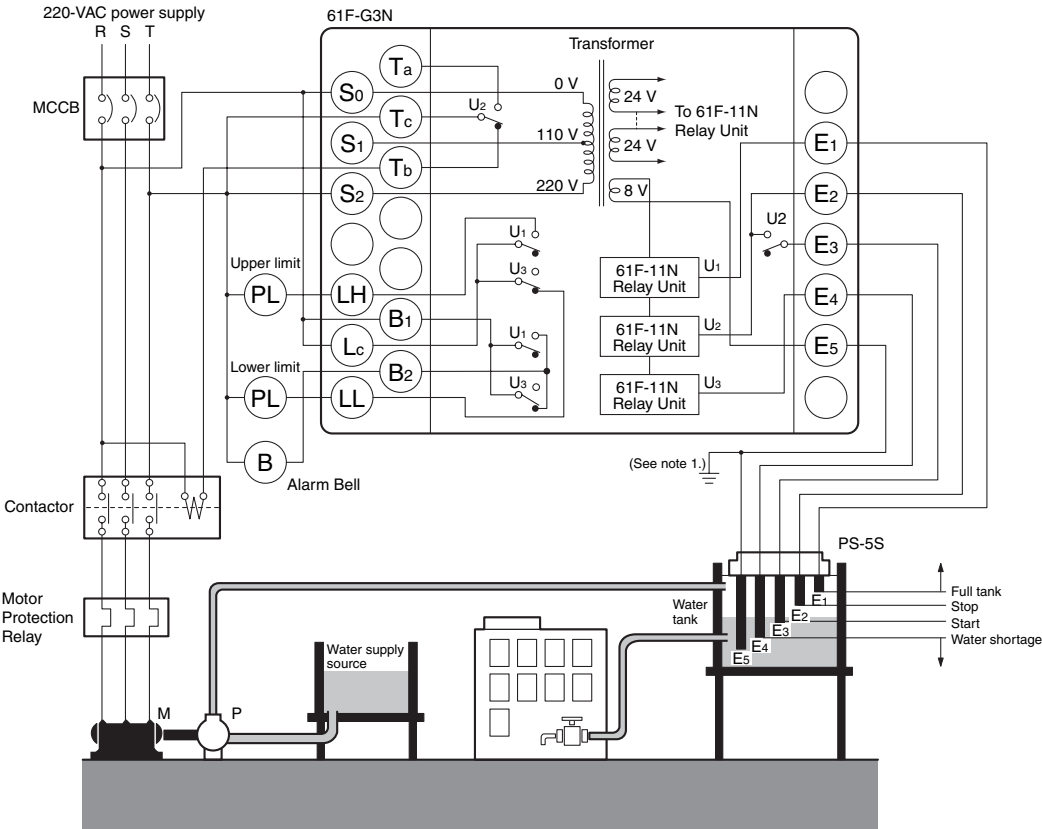 220-VAC power supply
R S T
MCCB
61F-G3N
Transformer
Ta
S0
Tc
S1
Tb
S2
U2
0 V
110 V
220 V
24 V
24 V
8 V
To 61F-11N
Relay Unit
E1
E2
U2
E3
E4
E5
Upper limit
PL
LH
B1
Lc
B2
Lower limit
PL
LL
B
Alarm Bell
U1
U3
U1
U3
61F-11N
Relay Unit
U1
61F-11N
Relay Unit
U2
61F-11N
Relay Unit
U3
(See note 1.)
Contactor
Motor
Protection
Relay
M
P
Water supply
source
Water
tank
PS-5S
E1
E2
E3
E4
E5
Full tank
Stop
Start
Water shortage